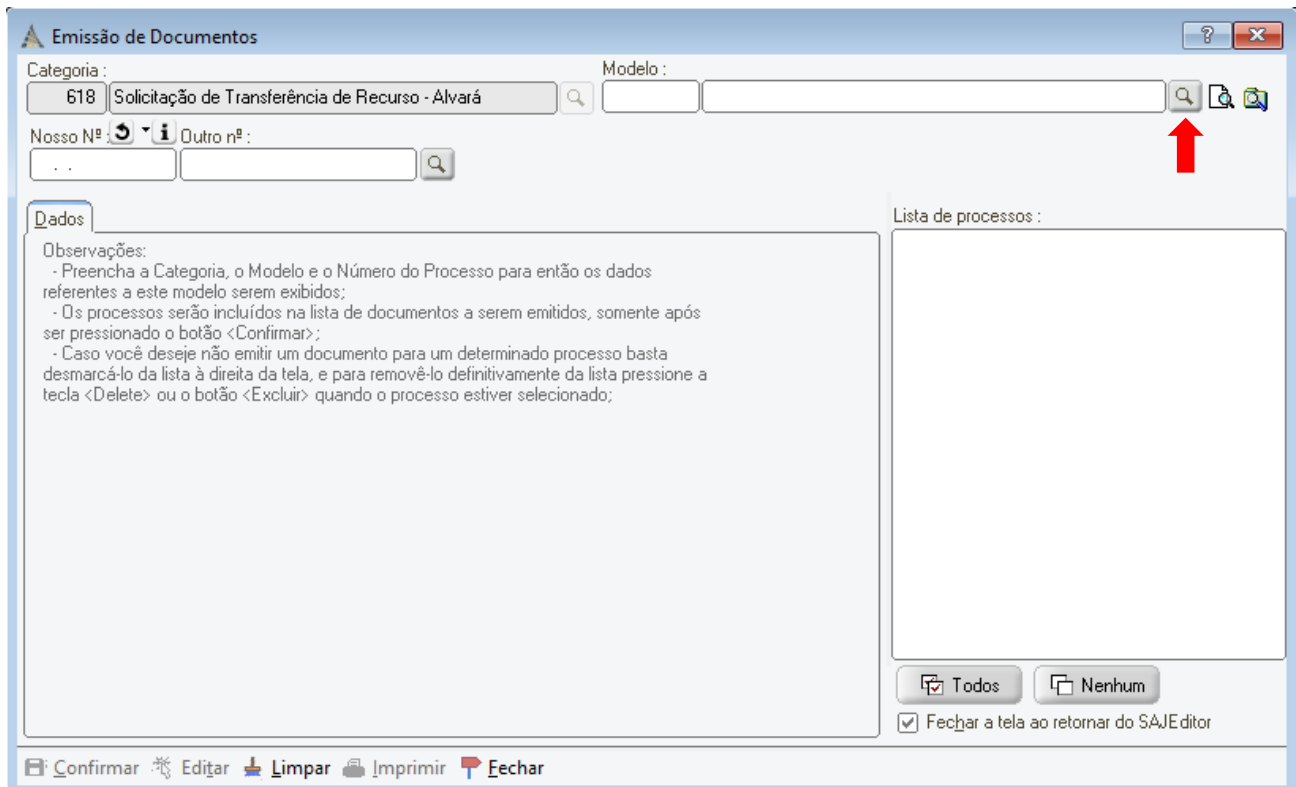 Emissão de Documentos
Categoria :
Modelo :
618 Solicitação de Transferência de Recurso - Alvará
Nosso Nº :
Outro nº :
. .
Dados
Lista de processos :
Observações:
- Preencha a Categoria, o Modelo e o Número do Processo para então os dados
referentes a este modelo serem exibidos;
- Os processos serão incluídos na lista de documentos a serem emitidos, somente após
ser pressionado o botão <Confirmar>;
- Caso você deseje não emitir um documento para um determinado processo basta
desmarcá-lo da lista à direita da tela, e para removê-lo definitivamente da lista pressione a
tecla <Delete> ou o botão <Excluir> quando o processo estiver selecionado;
Todos Nenhum
Fechar a tela ao retornar do SAJEditor
Confirmar Editar Limpar Imprimir Fechar